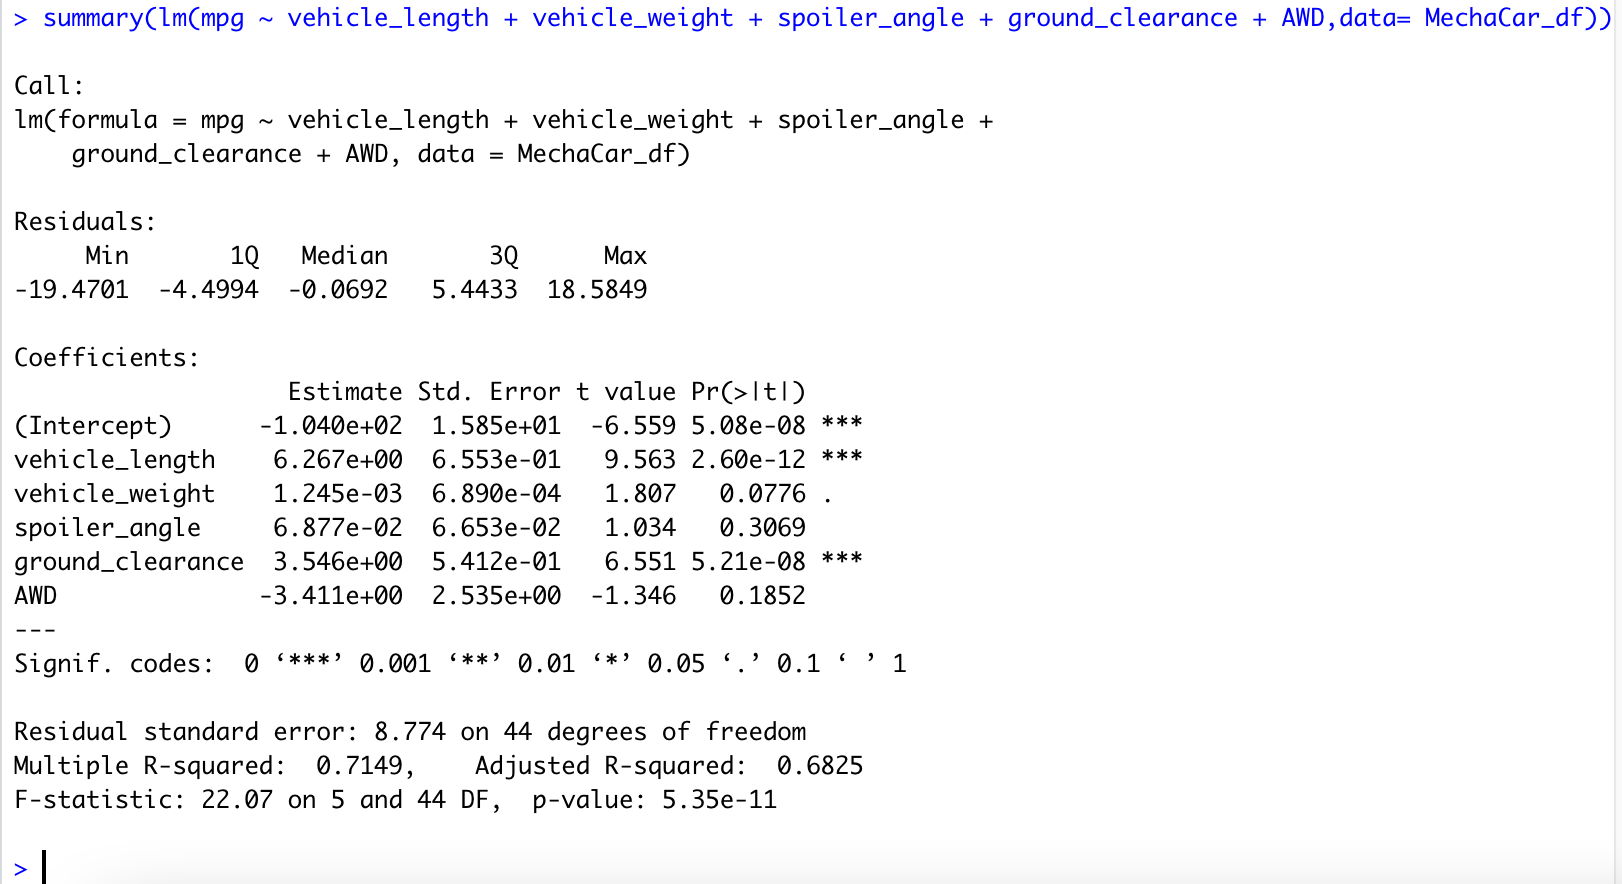 > summary(lm(mpg ~ vehicle_length + vehicle_weight + spoiler_angle + ground_clearance + AWD,data= MechaCar_df))
Call:
lm(formula = mpg ~ vehicle_length + vehicle_weight + spoiler_angle +
    ground_clearance + AWD, data = MechaCar_df)
Residuals:
     Min       1Q   Median       3Q      Max
-19.4701  -4.4994  -0.0692   5.4433  18.5849
Coefficients:
                   Estimate Std. Error t value Pr(>|t|)
(Intercept)      -1.040e+02  1.585e+01  -6.559 5.08e-08 ***
vehicle_length    6.267e+00  6.553e-01   9.563 2.60e-12 ***
vehicle_weight    1.245e-03  6.890e-04   1.807   0.0776 .
spoiler_angle     6.877e-02  6.653e-02   1.034   0.3069
ground_clearance  3.546e+00  5.412e-01   6.551 5.21e-08 ***
AWD              -3.411e+00  2.535e+00  -1.346   0.1852
---
Signif. codes:  0 ‘***’ 0.001 ‘**’ 0.01 ‘*’ 0.05 ‘.’ 0.1 ‘ ’ 1
Residual standard error: 8.774 on 44 degrees of freedom
Multiple R-squared:  0.7149,    Adjusted R-squared:  0.6825
F-statistic: 22.07 on 5 and 44 DF,  p-value: 5.35e-11
>